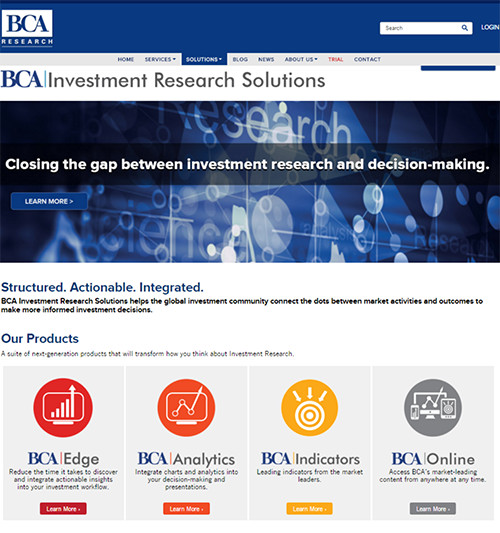 BCA
RESEARCH
Search
LOGIN
HOME SERVICES SOLUTIONS BLOG NEWS ABOUT US TRIAL CONTACT
BCA|Investment Research Solutions
Research
Closing the gap between investment research and decision-making.
LEARN MORE >
Science
Analysis
Research
Structured. Actionable. Integrated.
BCA Investment Research Solutions helps the global investment community connect the dots between market activities and outcomes to
make more informed investment decisions.
Our Products
A suite of next-generation products that will transform how you think about Investment Research.
BCA|Edge
Reduce the time it takes to discover
and integrate actionable insights
into your investment workflow.
Learn More ›
BCA|Analytics
Integrate charts and analytics into
your decision-making and
presentations.
Learn More ›
BCA|Indicators
Leading indicators from the market
leaders.
Learn More ›
BCA|Online
Access BCA's market-leading
content from anywhere at any time.
Learn More ›